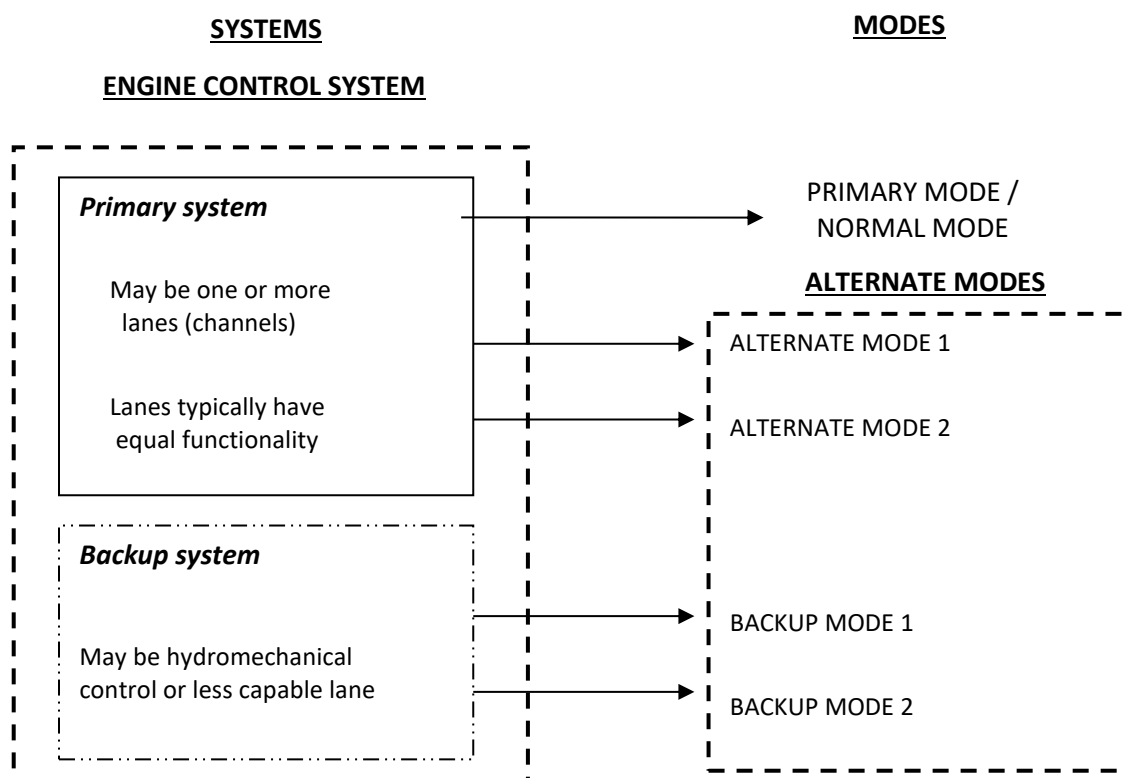 SYSTEMS
MODES
ENGINE CONTROL SYSTEM
Primary system
May be one or more
lanes (channels)
Lanes typically have
equal functionality
Backup system
May be hydromechanical
control or less capable lane
PRIMARY MODE /
NORMAL MODE
ALTERNATE MODES
ALTERNATE MODE 1
ALTERNATE MODE 2
BACKUP MODE 1
BACKUP MODE 2